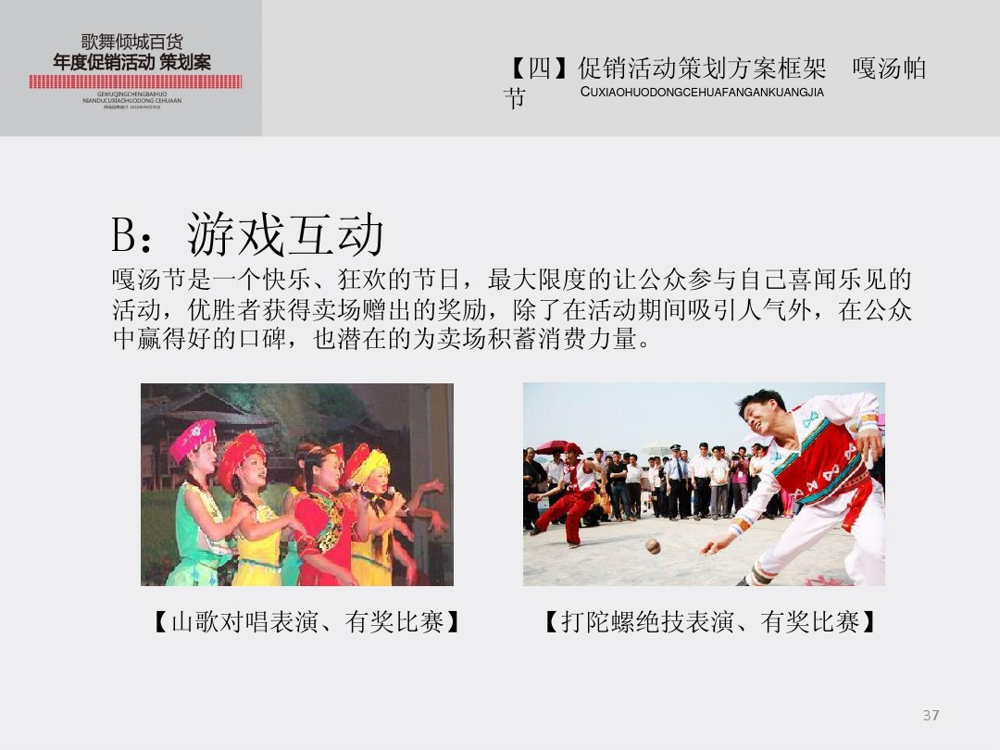 歌舞倾城百货
年度促销活动 策划案
GEWUQINGCHENGBAIHUO
NIANDUCUXIAOHUODONG CEHUAAN
【四】促销活动策划方案框架　嘎汤帕
节
CUXIAOHUODONGCEHUAFANGANKUANGJIA
B：游戏互动
嘎汤节是一个快乐、狂欢的节日，最大限度的让公众参与自己喜闻乐见的
活动，优胜者获得卖场赠出的奖励，除了在活动期间吸引人气外，在公众
中赢得好的口碑，也潜在的为卖场积蓄消费力量。
【山歌对唱表演、有奖比赛】
【打陀螺绝技表演、有奖比赛】
37